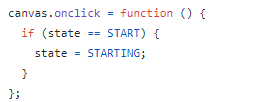 canvas.onclick = function () {
  if (state == START) {
    state = STARTING;
  }
};